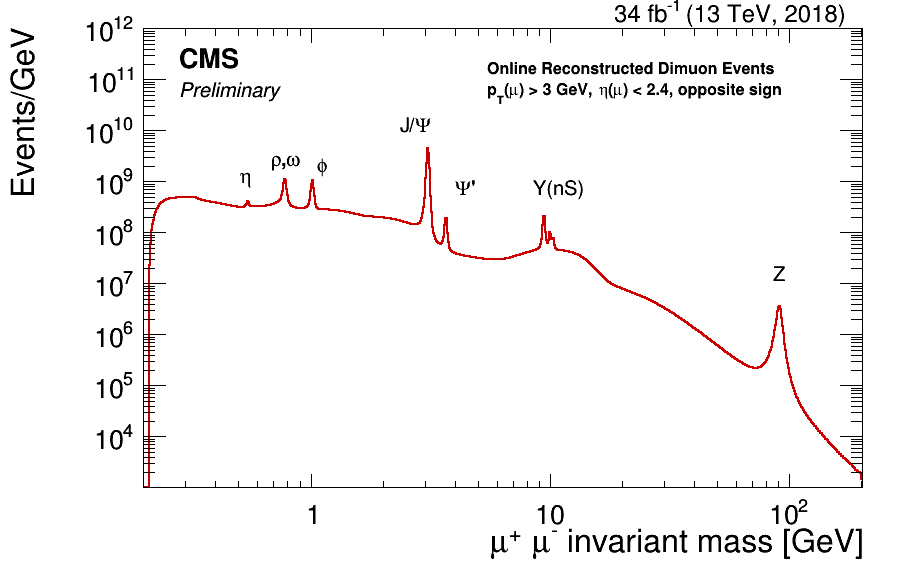 34 fb⁻¹ (13 TeV, 2018)
Events/GeV
10¹²
10¹¹
10¹⁰
10⁹
10⁸
10⁷
10⁶
10⁵
10⁴
CMS
Preliminary
Online Reconstructed Dimuon Events
p_T(μ) > 3 GeV, η(μ) < 2.4, opposite sign
J/Ψ
η
ρ,ω
ϕ
Ψ'
Υ(nS)
Z
1
10
10²
μ⁺ μ⁻ invariant mass [GeV]